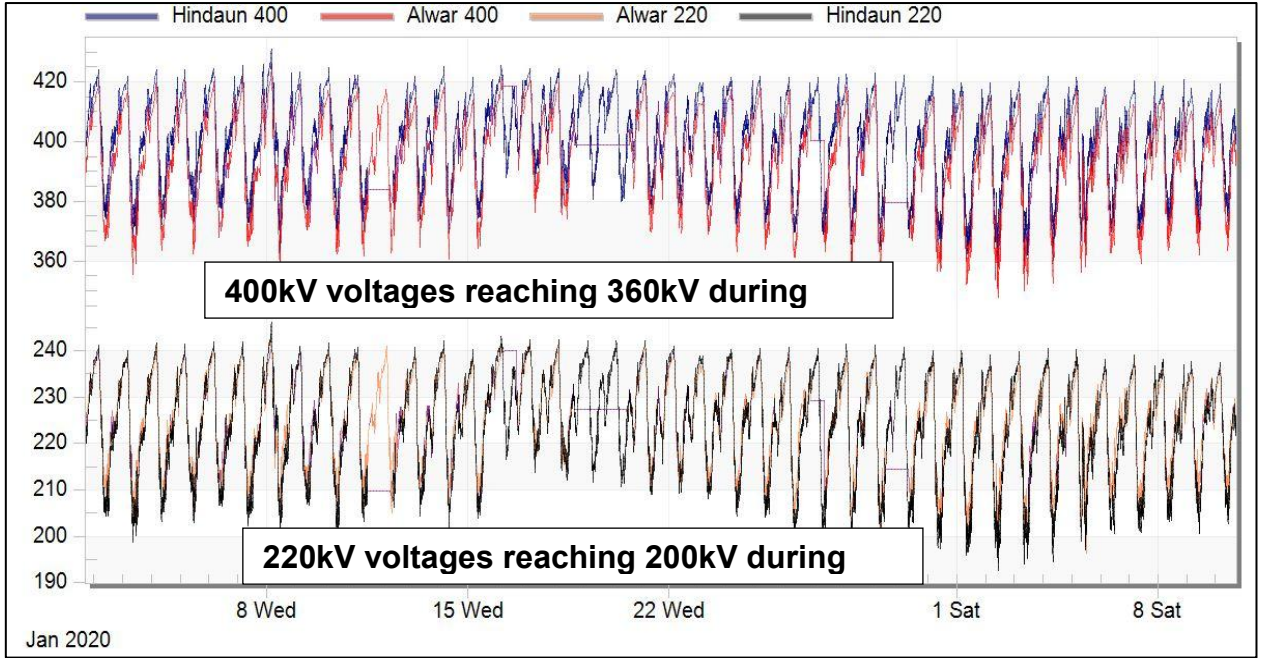 Hindaun 400 Alwar 400 Alwar 220 Hindaun 220
420
400
380
360
400kV voltages reaching 360kV during
240
230
220
210
200
220kV voltages reaching 200kV during
190
8 Wed 15 Wed 22 Wed 1 Sat 8 Sat
Jan 2020